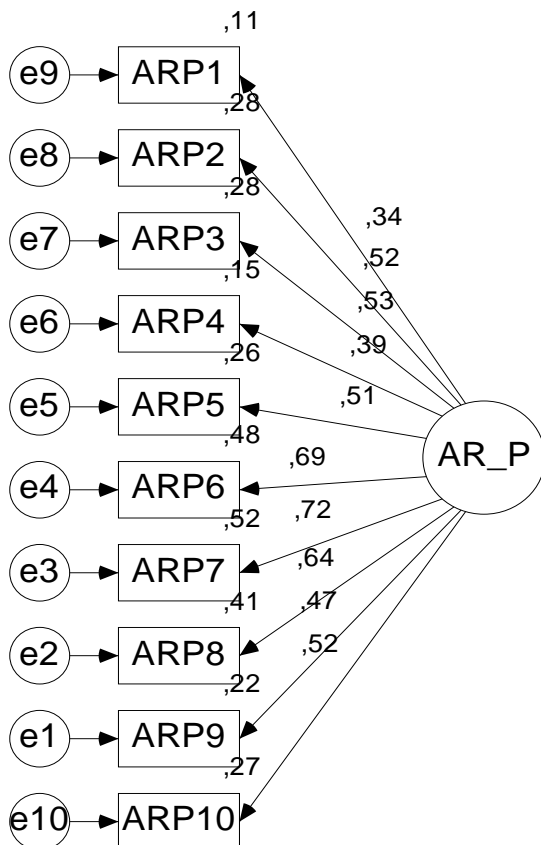 ,11
e9 ARP1
,28
e8 ARP2
,28
,34
e7 ARP3
,52
,15
,53
e6 ARP4
,39
,26
,51
e5 ARP5
,48
AR_P
,69
e4 ARP6
,52
,72
e3 ARP7
,64
,41
,47
e2 ARP8
,52
,22
e1 ARP9
,27
e10 ARP10